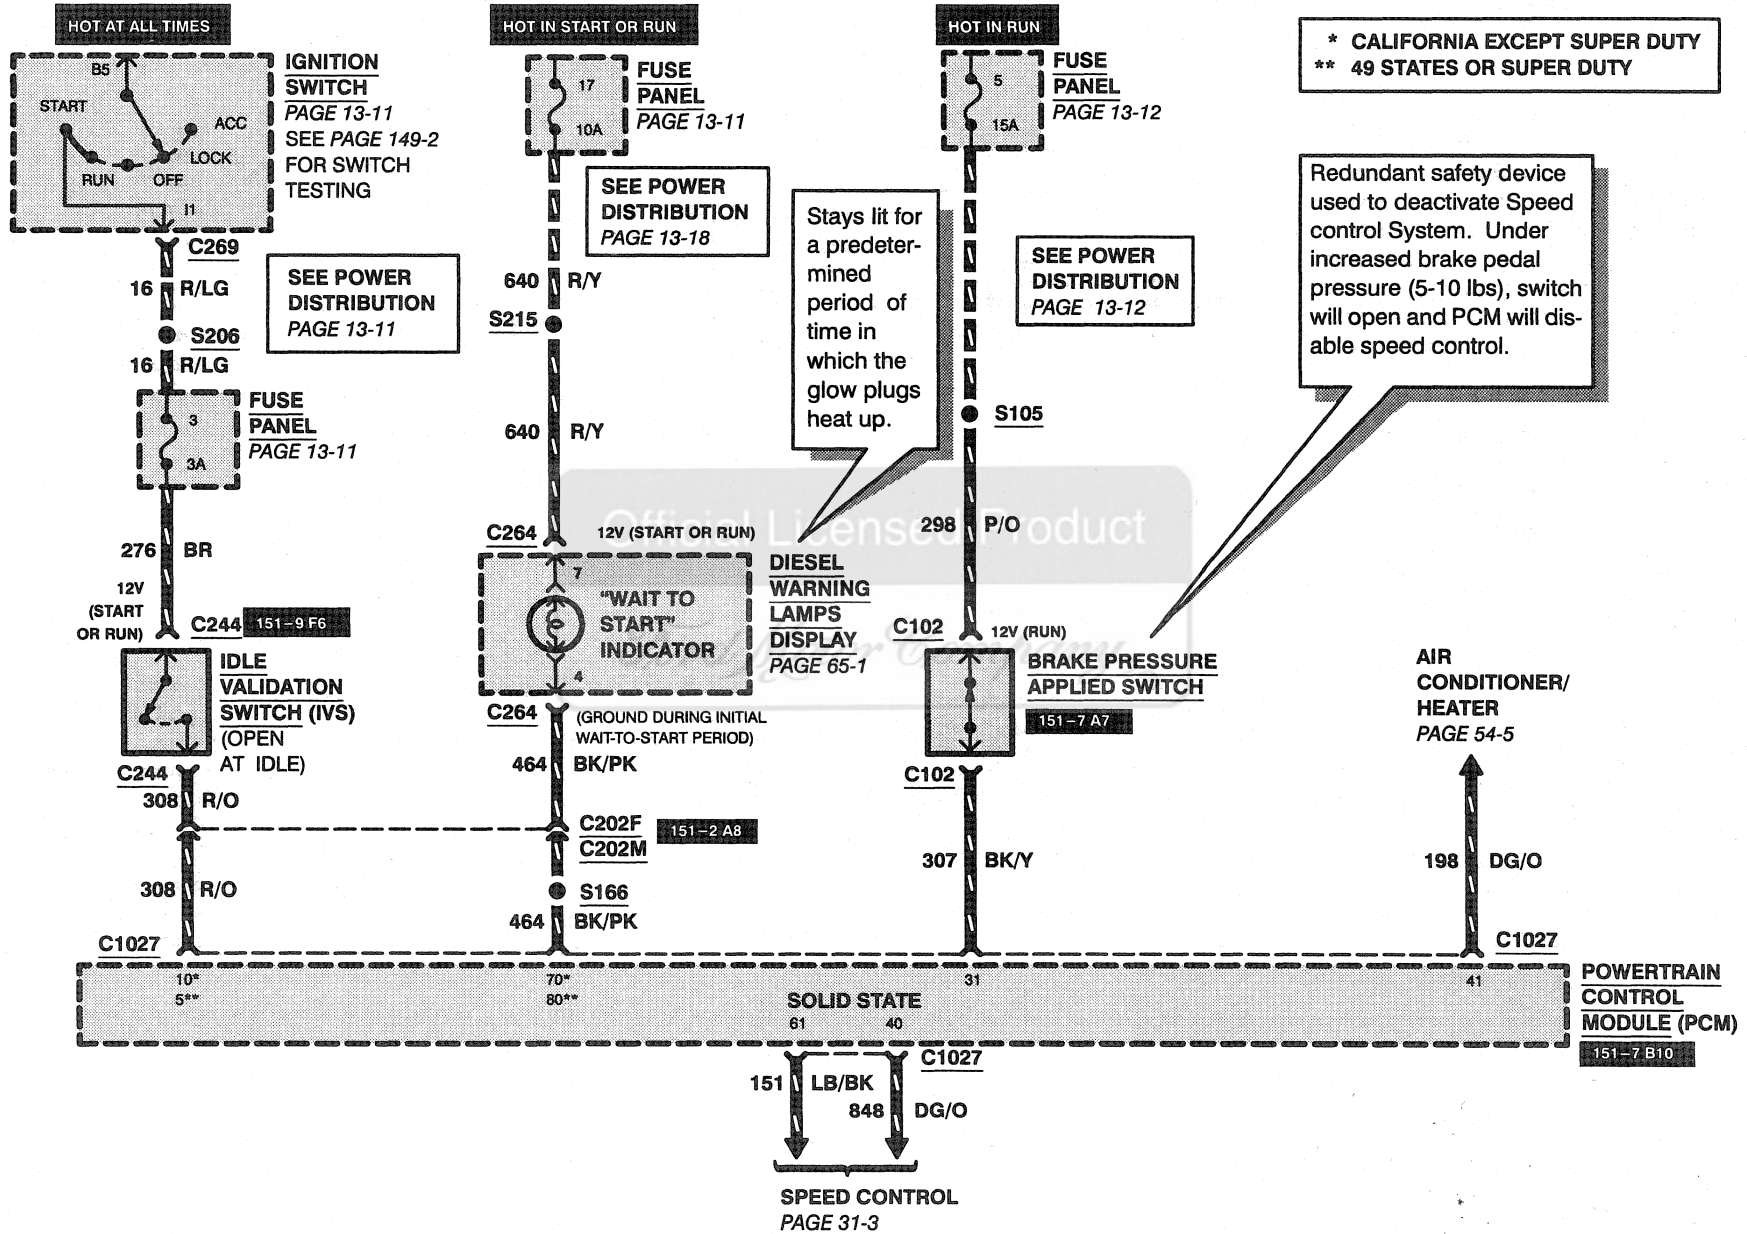 HOT AT ALL TIMES
B5
START
ACC
LOCK
RUN
OFF
I1
IGNITION
SWITCH
PAGE 13-11
SEE PAGE 149-2
FOR SWITCH
TESTING
C269
16 R/LG
S206
16 R/LG
SEE POWER
DISTRIBUTION
PAGE 13-11
3
3A
FUSE
PANEL
PAGE 13-11
276 BR
12V
(START
OR RUN)
C244
151-9 F6
IDLE
VALIDATION
SWITCH (IVS)
(OPEN
AT IDLE)
C244
308 R/O
308 R/O
C1027
HOT IN START OR RUN
17
10A
FUSE
PANEL
PAGE 13-11
SEE POWER
DISTRIBUTION
PAGE 13-18
640 R/Y
S215
640 R/Y
C264
12V (START OR RUN)
7
"WAIT TO
START"
INDICATOR
4
DIESEL
WARNING
LAMPS
DISPLAY
PAGE 65-1
C264
(GROUND DURING INITIAL
WAIT-TO-START PERIOD)
464 BK/PK
C202F
C202M
151-2 A8
S166
464 BK/PK
Stays lit for
a predeter-
mined
period of
time in
which the
glow plugs
heat up.
HOT IN RUN
5
15A
FUSE
PANEL
PAGE 13-12
SEE POWER
DISTRIBUTION
PAGE 13-12
S105
298 P/O
C102
12V (RUN)
BRAKE PRESSURE
APPLIED SWITCH
151-7 A7
C102
307 BK/Y
* CALIFORNIA EXCEPT SUPER DUTY
** 49 STATES OR SUPER DUTY
Redundant safety device
used to deactivate Speed
control System. Under
increased brake pedal
pressure (5-10 lbs), switch
will open and PCM will dis-
able speed control.
AIR
CONDITIONER/
HEATER
PAGE 54-5
198 DG/O
C1027
Official Licensed Product
Ford Motor Company
10*
5**
70*
80**
31
41
SOLID STATE
61 40
POWERTRAIN
CONTROL
MODULE (PCM)
151-7 B10
C1027
151 LB/BK
848 DG/O
SPEED CONTROL
PAGE 31-3